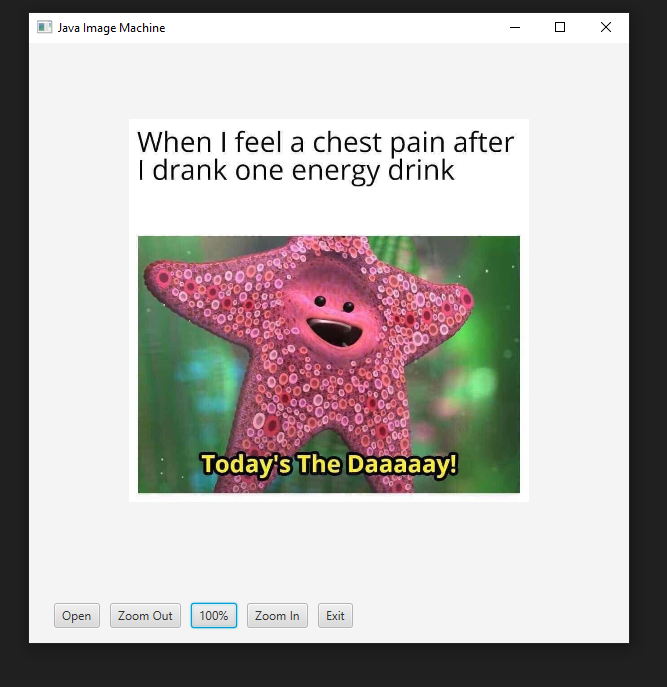 Java Image Machine
When I feel a chest pain after
I drank one energy drink
Today's The Daaaaay!
Open
Zoom Out
100%
Zoom In
Exit